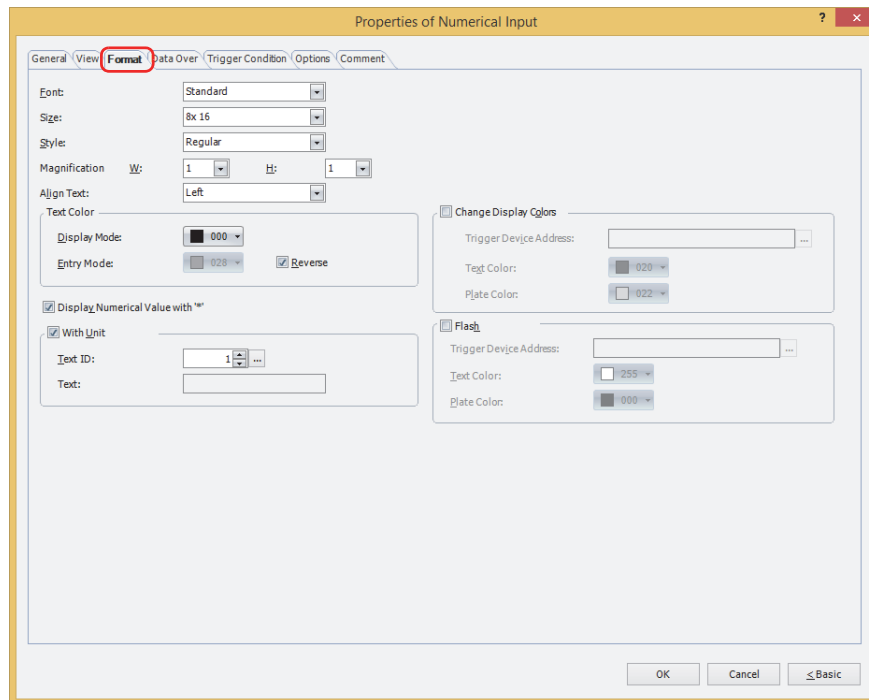 Properties of Numerical Input
? ×
General View Format Data Over Trigger Condition Options Comment
Font: Standard
Size: 8x 16
Style: Regular
Magnification W: 1 H: 1
Align Text: Left
Text Color
Display Mode: 000
Entry Mode: 028 Reverse
Display Numerical Value with '*'
With Unit
Text ID: 1 ...
Text:
Change Display Colors
Trigger Device Address: ...
Text Color: 020
Plate Color: 022
Flash
Trigger Device Address: ...
Text Color: 255
Plate Color: 000
OK Cancel <Basic